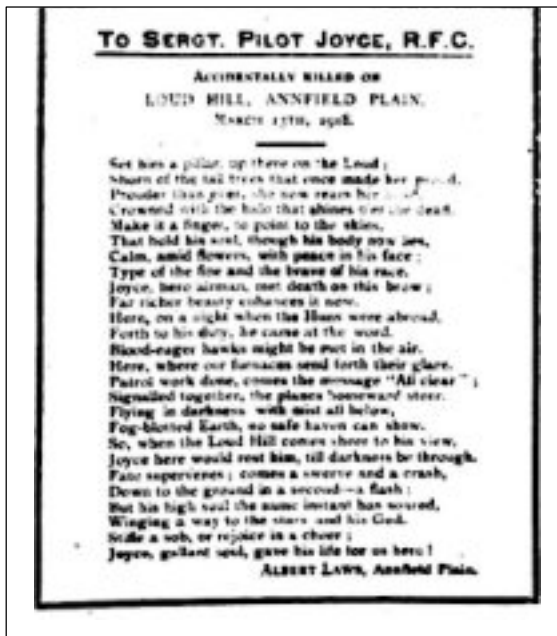 TO SERGT. PILOT JOYCE, R.F.C.
ACCIDENTALLY KILLED ON
LOUD HILL, ANNFIELD PLAIN,
MARCH 13TH, 1918.
Set him a pillar, up there on the Loud;
Shorn of the tall trees that once made her proud,
Prouder than ever, she now rears her
Crowned with the halo that shines the dead.
Make it a finger, to point to the skies,
That hold his soul, though his body now lies,
Calm, amid flowers, with peace in his face;
Type of the fine and the brave of his race.
Joyce, hero airman, met death on this brow;
Far richer beauty enhances it now.
Here, on a night when the Huns were abroad,
Forth to his duty, he came at the word.
Blood-eager hawks might be met in the air.
Here, where our furnaces send forth their glare.
Patrol work done, comes the message "All clear";
Signalled together, the planes homeward steer.
Flying in darkness with mist all below,
Fog-blotted Earth, no safe haven can show.
So, when the Loud Hill comes sheer to his view,
Joyce here would rest him, till darkness be through.
Fate supervenes; comes a swerve and a crash,
Down to the ground in a second—a flash;
But his high soul the same instant has soared,
Winging a way to the stars and his God.
Stifle a sob, or rejoice in a cheer;
Joyce, gallant soul, gave his life for us here!
ALBERT LAWS, Annfield Plain.